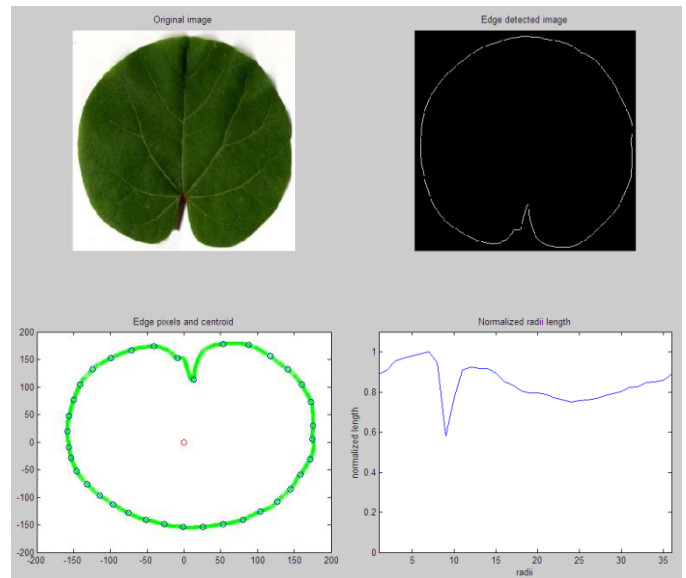 Original image
Edge detected image
Edge pixels and centroid
200
150
100
50
0
-50
-100
-150
-200
-200 -150 -100 -50 0 50 100 150 200
Normalized radii length
normalized length
1
0.8
0.6
0.4
0.2
0
5 10 15 20 25 30 35
radii